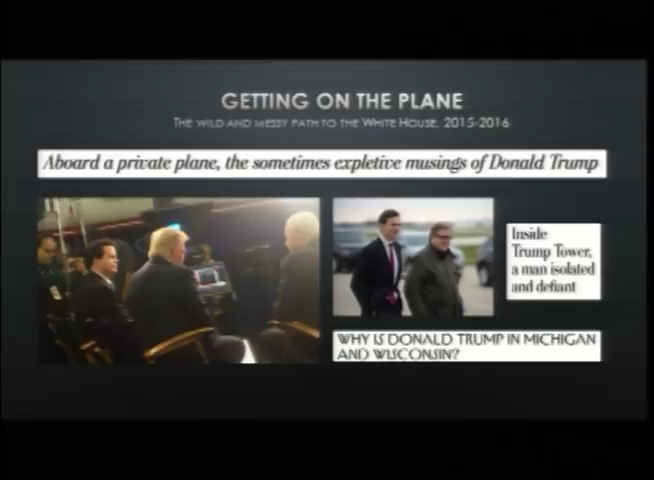 GETTING ON THE PLANE
THE WILD AND MESSY PATH TO THE WHITE HOUSE, 2015-2016
Aboard a private plane, the sometimes expletive musings of Donald Trump
Inside
Trump Tower,
a man isolated
and defiant
WHY IS DONALD TRUMP IN MICHIGAN
AND WISCONSIN?